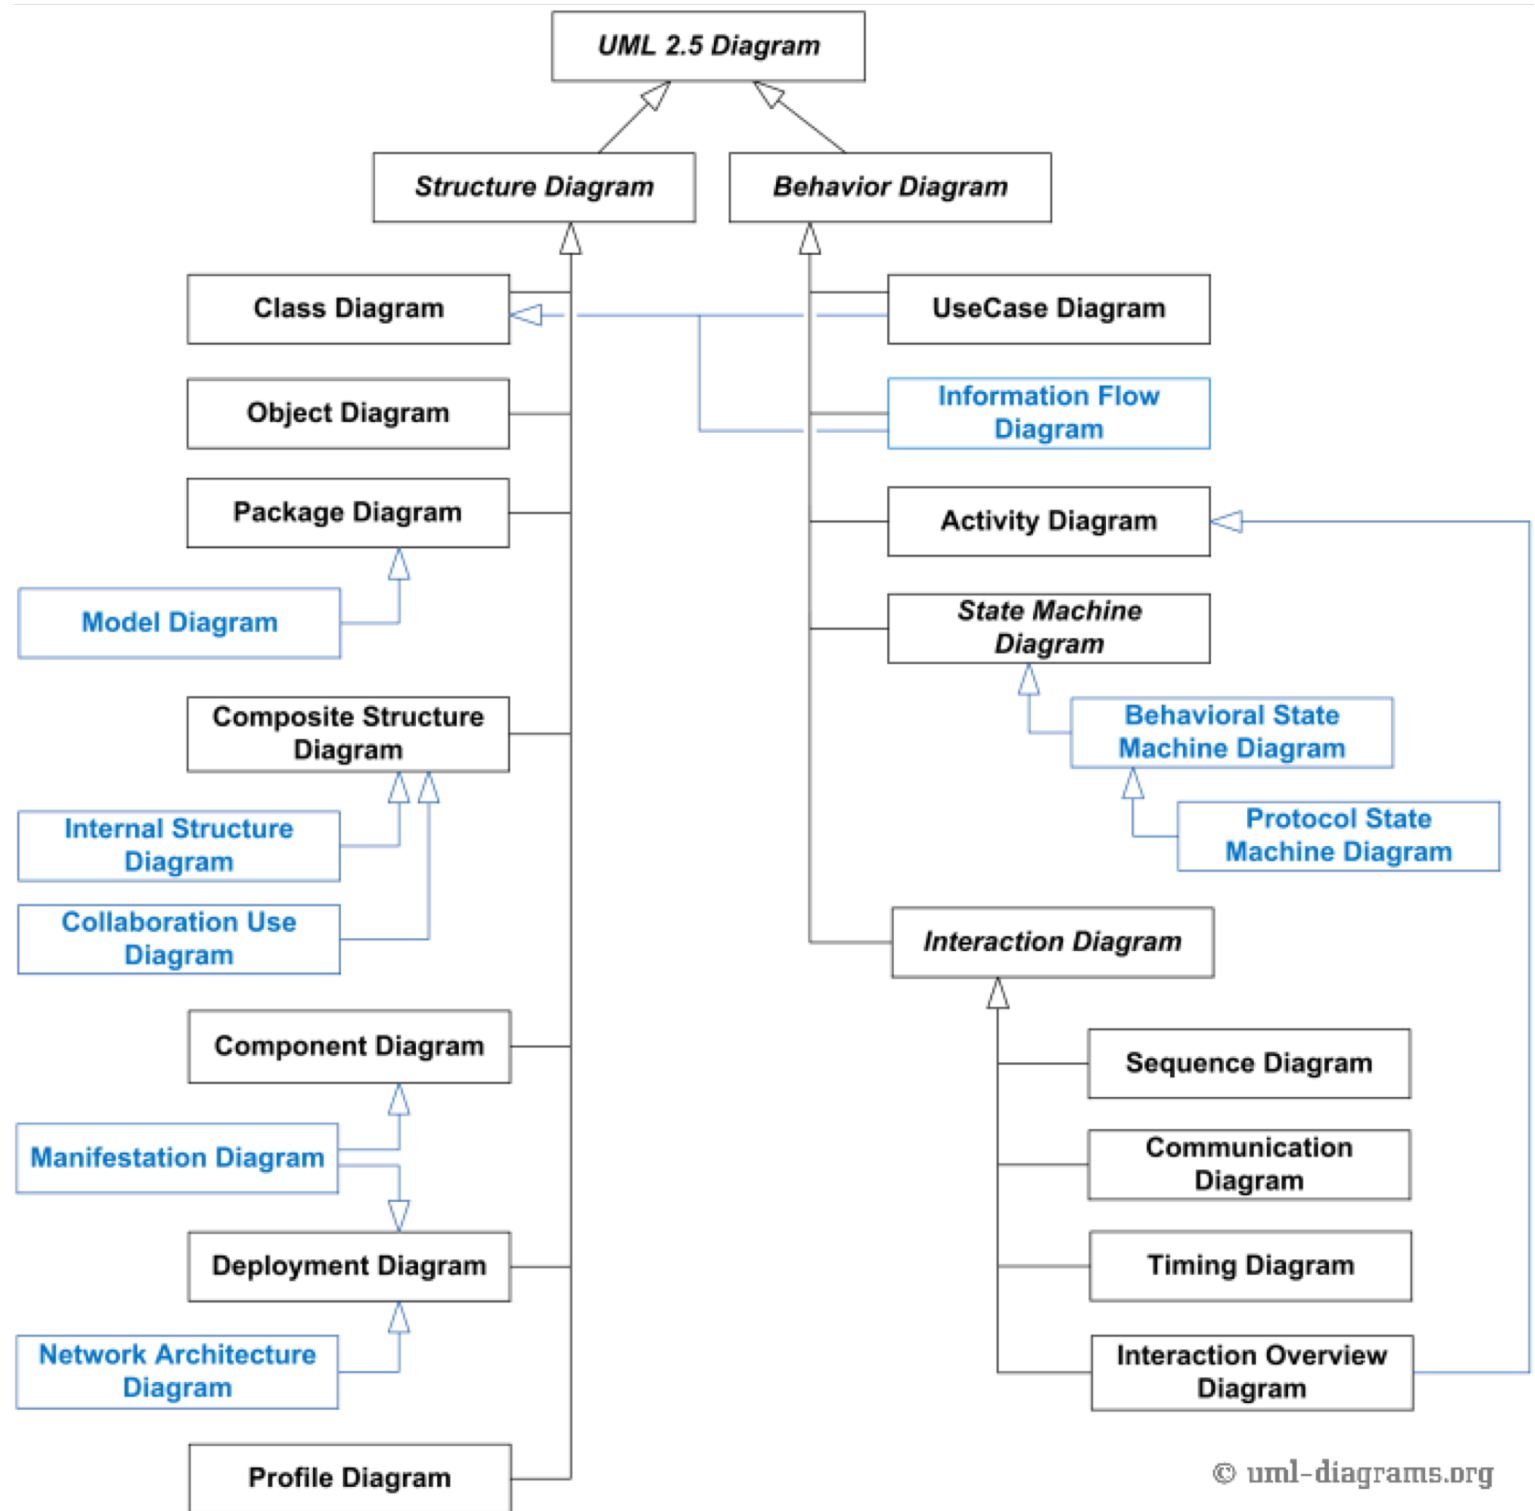 UML 2.5 Diagram
Structure Diagram
Behavior Diagram
Class Diagram
UseCase Diagram
Object Diagram
Information Flow
Diagram
Package Diagram
Activity Diagram
Model Diagram
State Machine
Diagram
Composite Structure
Diagram
Behavioral State
Machine Diagram
Internal Structure
Diagram
Protocol State
Machine Diagram
Collaboration Use
Diagram
Interaction Diagram
Component Diagram
Sequence Diagram
Manifestation Diagram
Communication
Diagram
Deployment Diagram
Timing Diagram
Network Architecture
Diagram
Interaction Overview
Diagram
Profile Diagram
© uml-diagrams.org